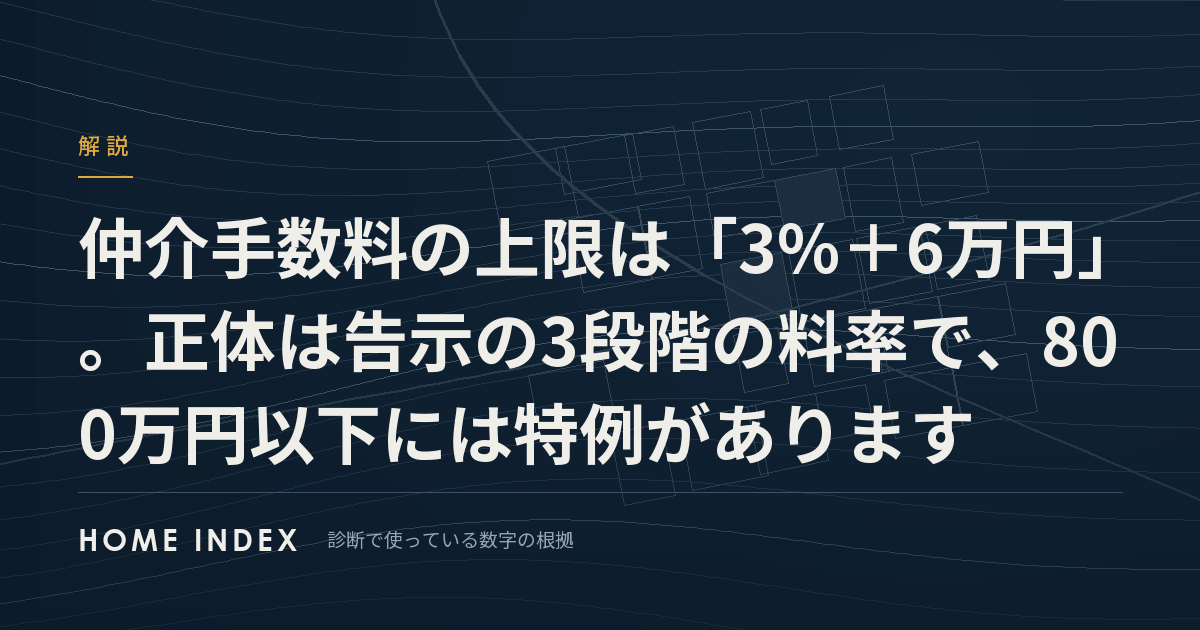 解説
仲介手数料の上限は「3%＋6万円」
。正体は告示の3段階の料率で、80
0万円以下には特例があります
HOME INDEX 診断で使っている数字の根拠